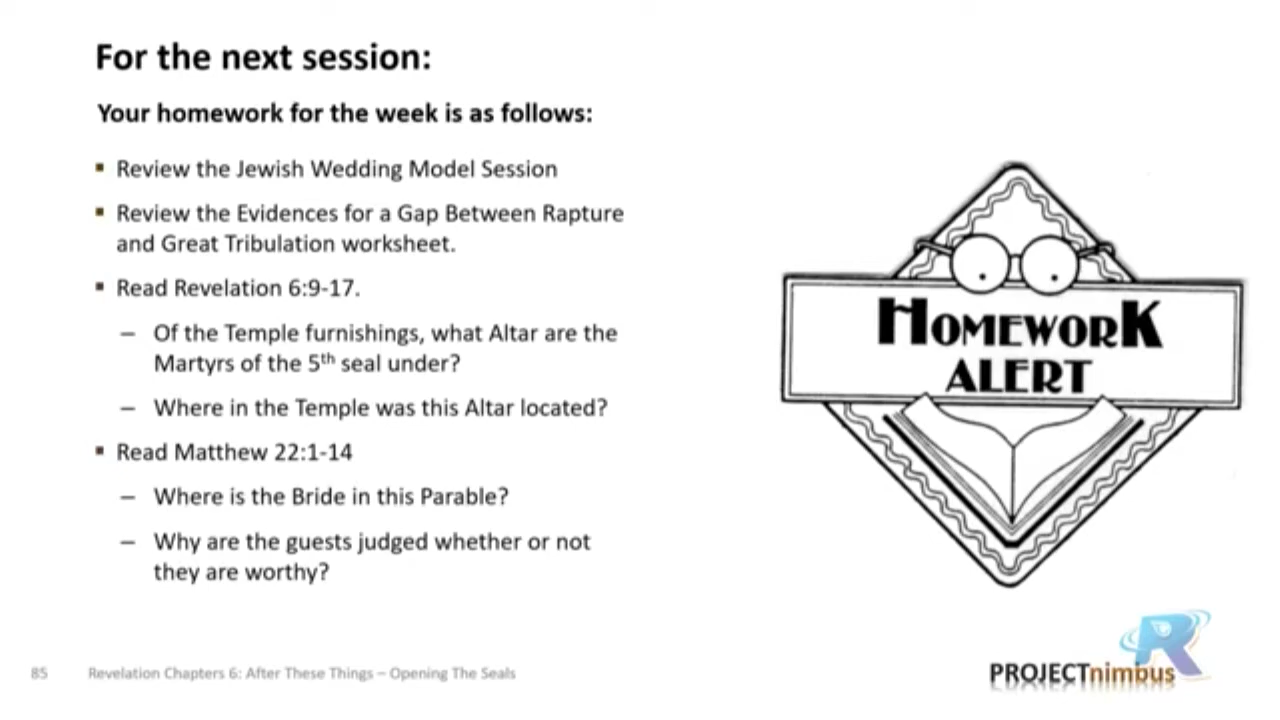 For the next session:
Your homework for the week is as follows:
▪ Review the Jewish Wedding Model Session
▪ Review the Evidences for a Gap Between Rapture
and Great Tribulation worksheet.
▪ Read Revelation 6:9-17.
– Of the Temple furnishings, what Altar are the
Martyrs of the 5th seal under?
– Where in the Temple was this Altar located?
▪ Read Matthew 22:1-14
– Where is the Bride in this Parable?
– Why are the guests judged whether or not
they are worthy?
HOMEWORK
ALERT
85 Revelation Chapters 6: After These Things – Opening The Seals
PROJECTnimbus
R